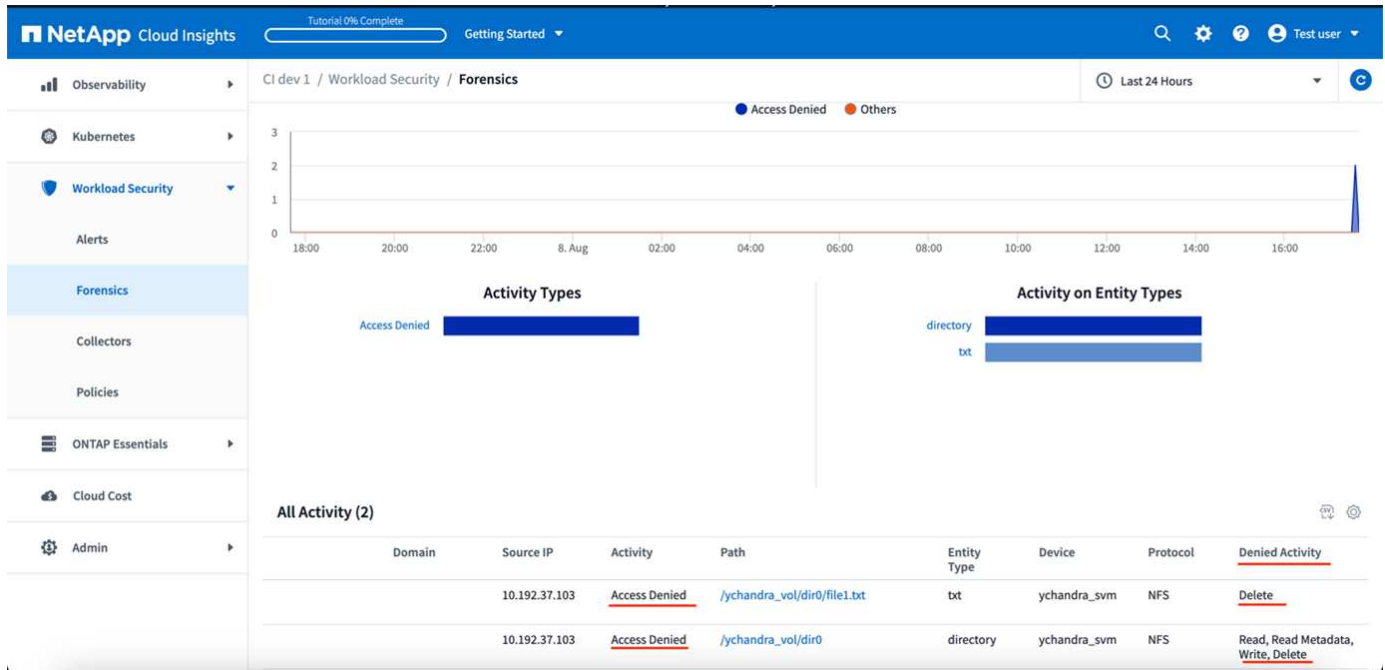 NetApp Cloud Insights
Tutorial 0% Complete
Getting Started
Test user
Observability
Kubernetes
Workload Security
Alerts
Forensics
Collectors
Policies
ONTAP Essentials
Cloud Cost
Admin
CI dev 1 / Workload Security / Forensics
Last 24 Hours
Access Denied Others
3
2
1
0
18:00 20:00 22:00 8. Aug 02:00 04:00 06:00 08:00 10:00 12:00 14:00 16:00
Activity Types
Access Denied
Activity on Entity Types
directory
txt
All Activity (2)
Domain Source IP Activity Path Entity Type Device Protocol Denied Activity
10.192.37.103 Access Denied /ychandra_vol/dir0/file1.txt txt ychandra_svm NFS Delete
10.192.37.103 Access Denied /ychandra_vol/dir0 directory ychandra_svm NFS Read, Read Metadata,
Write, Delete